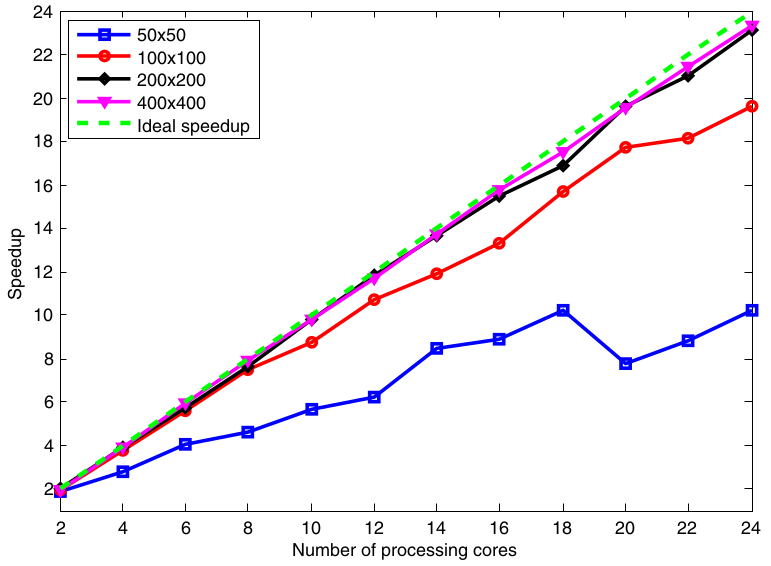 24
22
20
18
16
14
12
10
8
6
4
2
Speedup
50x50
100x100
200x200
400x400
Ideal speedup
2 4 6 8 10 12 14 16 18 20 22 24
Number of processing cores